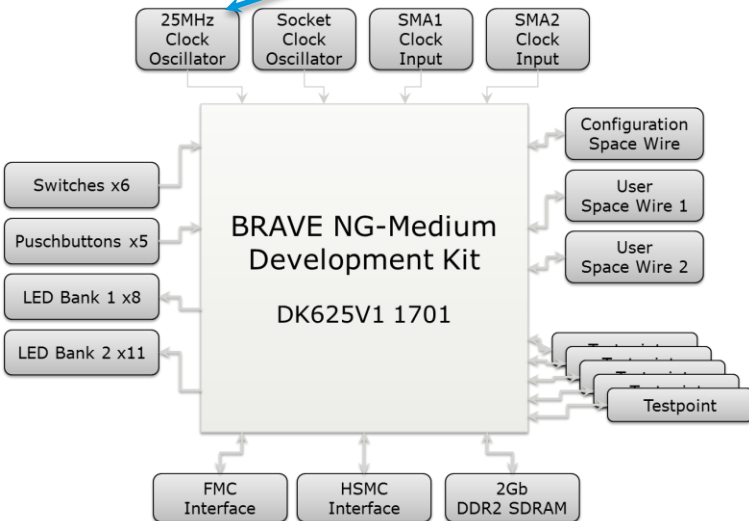 25MHz
Clock
Oscillator
Socket
Clock
Oscillator
SMA1
Clock
Input
SMA2
Clock
Input
Configuration
Space Wire
Switches x6
User
Space Wire 1
Puschbuttons x5
User
Space Wire 2
BRAVE NG-Medium
Development Kit
DK625V1 1701
LED Bank 1 x8
LED Bank 2 x11
Testpoint
FMC
Interface
HSMC
Interface
2Gb
DDR2 SDRAM